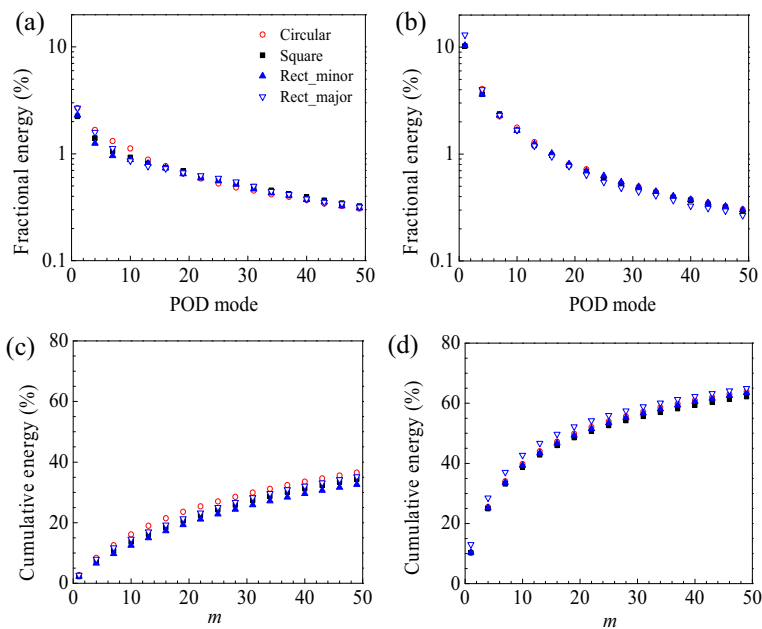 (a)
Circular
Square
Rect_minor
Rect_major
10
1
0.1
0 10 20 30 40 50
Fractional energy (%)
POD mode
(b)
10
1
0.1
0 10 20 30 40 50
Fractional energy (%)
POD mode
(c)
80
60
40
20
0
0 10 20 30 40 50
Cumulative energy (%)
m
(d)
80
60
40
20
0
0 10 20 30 40 50
Cumulative energy (%)
m